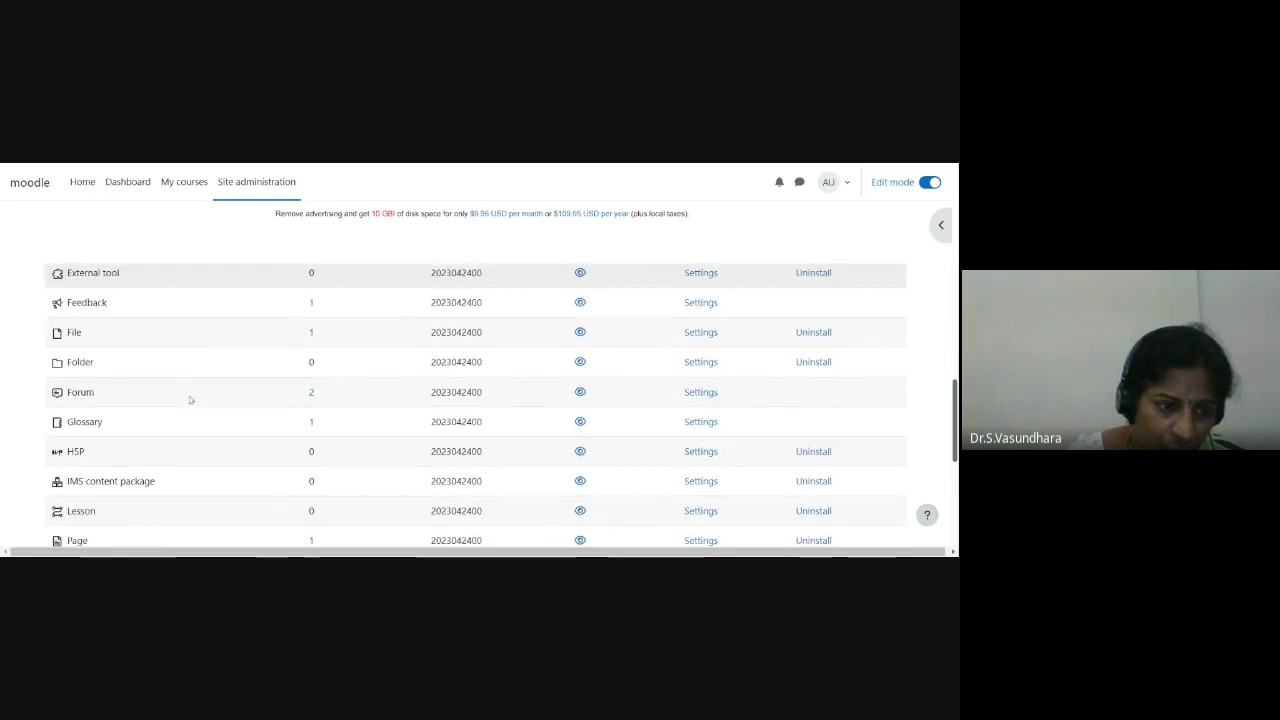 moodle Home Dashboard My courses Site administration AU Edit mode
Remove advertising and get 10 GB! of disk space for only $9.95 USD per month or $109.95 USD per year (plus local taxes).
External tool 0 2023042400 Settings Uninstall
Feedback 1 2023042400 Settings
File 1 2023042400 Settings Uninstall
Folder 0 2023042400 Settings Uninstall
Forum 2 2023042400 Settings
Glossary 1 2023042400 Settings
H5P H5P 0 2023042400 Settings Uninstall
IMS content package 0 2023042400 Settings Uninstall
Lesson 0 2023042400 Settings Uninstall
?
Page 1 2023042400 Settings Uninstall
Dr.S.Vasundhara